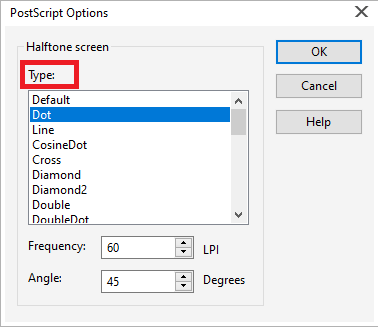 PostScript Options
Halftone screen
OK
Type:
Cancel
Default
Dot
Help
Line
CosineDot
Cross
Diamond
Diamond2
Double
DoubleDot
Frequency: 60 LPI
Angle: 45 Degrees